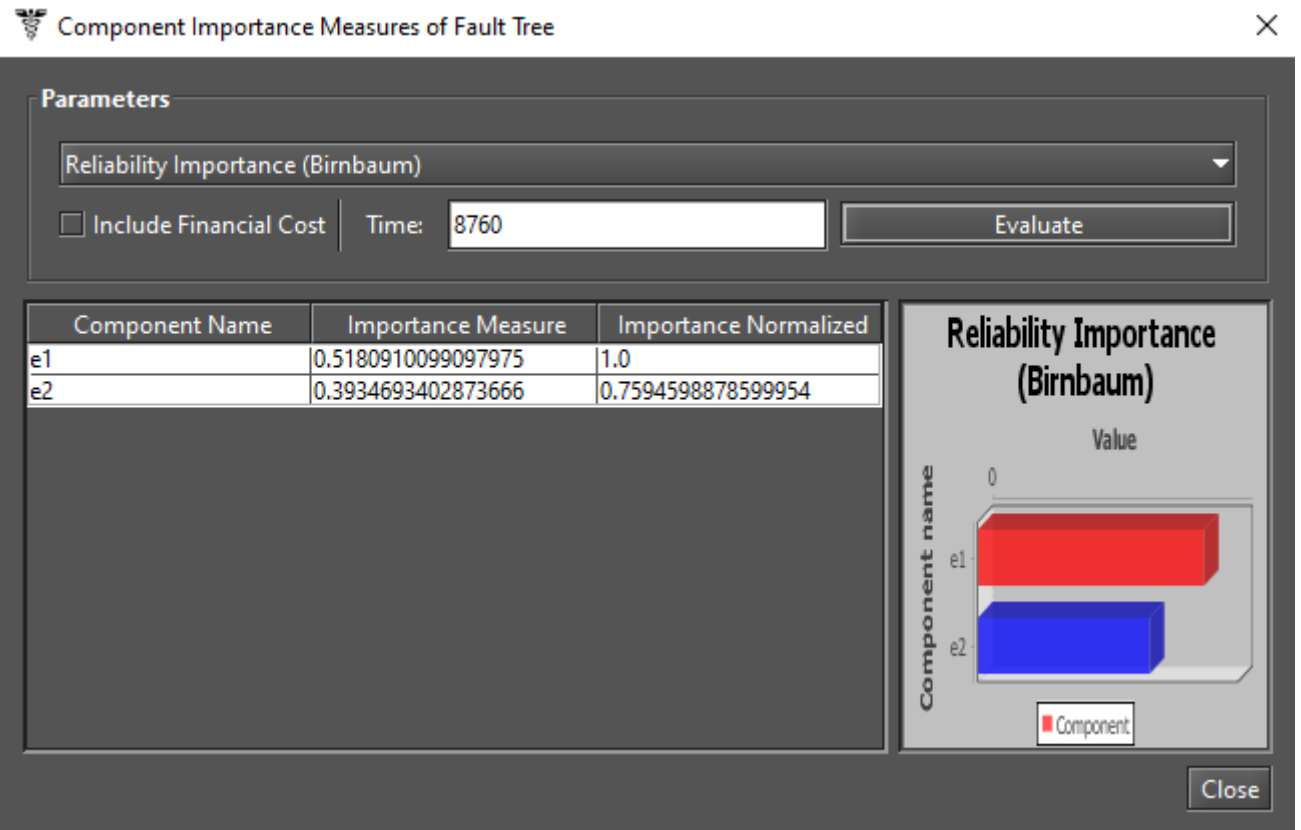 Component Importance Measures of Fault Tree
Parameters
Reliability Importance (Birnbaum)
Include Financial Cost Time: 8760 Evaluate
Component Name Importance Measure Importance Normalized
e1 0.5180910099097975 1.0
e2 0.3934693402873666 0.7594598878599954
Reliability Importance
(Birnbaum)
Value
0
Component name
e1
e2
Component
Close